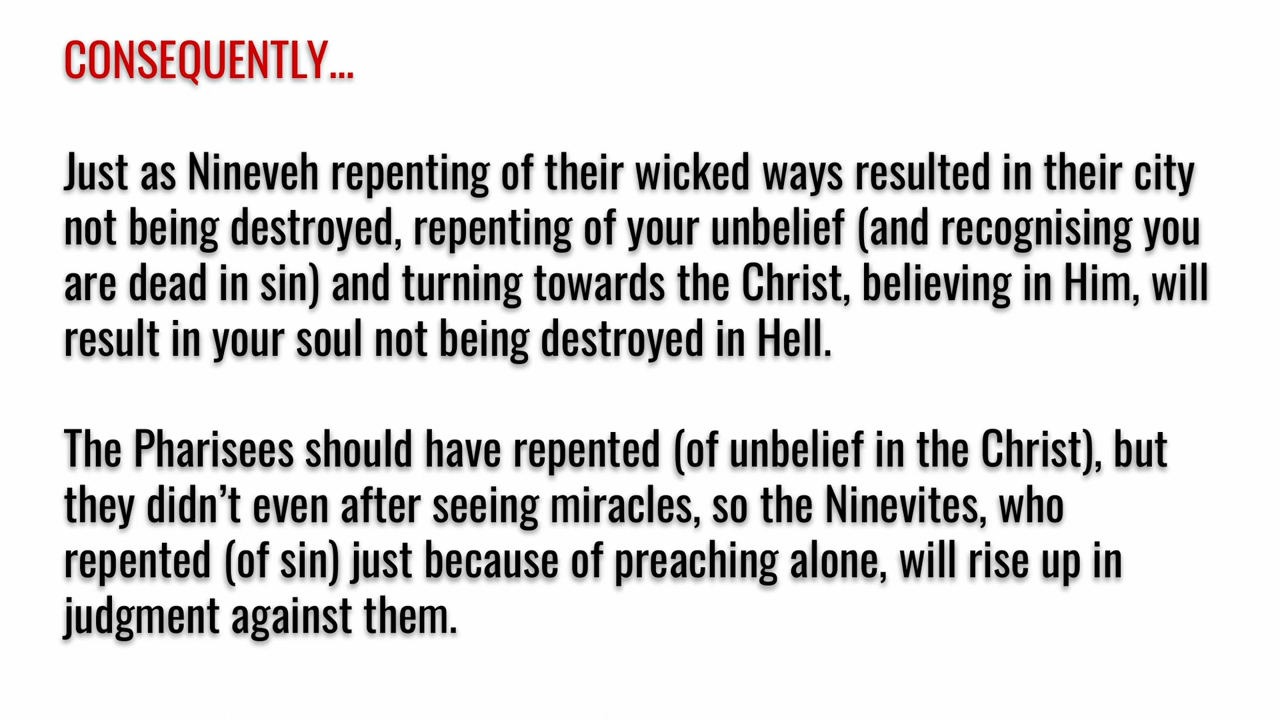 CONSEQUENTLY...
Just as Nineveh repenting of their wicked ways resulted in their city
not being destroyed, repenting of your unbelief (and recognising you
are dead in sin) and turning towards the Christ, believing in Him, will
result in your soul not being destroyed in Hell.
The Pharisees should have repented (of unbelief in the Christ), but
they didn’t even after seeing miracles, so the Ninevites, who
repented (of sin) just because of preaching alone, will rise up in
judgment against them.